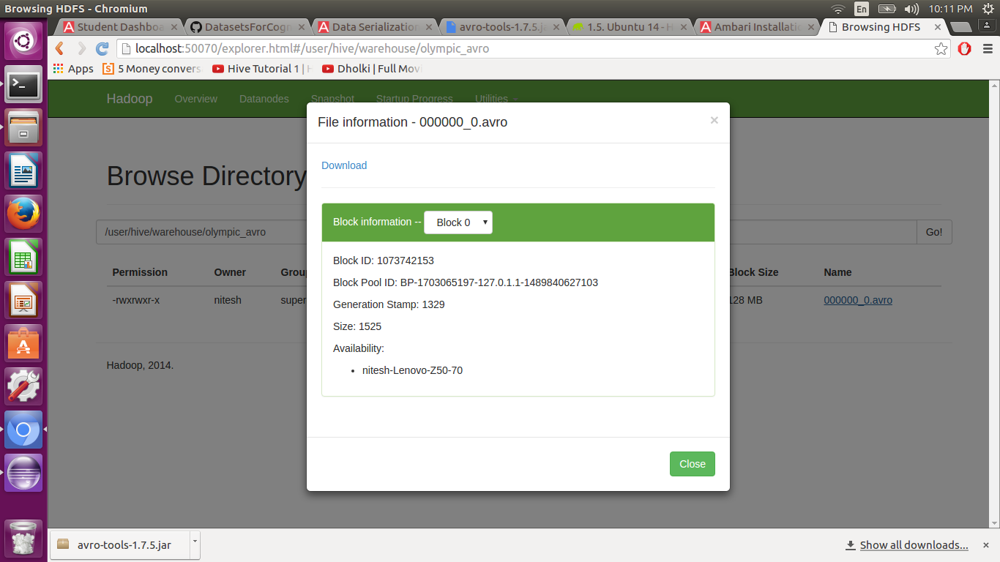 Browsing HDFS - Chromium
En
10:11 PM
Student Dashboa
DatasetsForCogn
Data Serialization
avro-tools-1.7.5.ja
1.5. Ubuntu 14 - H
Ambari Installatio
Browsing HDFS
localhost:50070/explorer.html#/user/hive/warehouse/olympic_avro
Apps
5 Money convers
Hive Tutorial 1 | H
Dholki | Full Movi
Hadoop
Overview
Datanodes
Snapshot
Startup Progress
Utilities
File information - 000000_0.avro
×
Download
Browse Directory
Block information -- Block 0
/user/hive/warehouse/olympic_avro
Go!
Block ID: 1073742153
Permission
Owner
Group
Block Size
Name
Block Pool ID: BP-1703065197-127.0.1.1-1489840627103
-rwxrwxr-x
nitesh
super
128 MB
000000_0.avro
Generation Stamp: 1329
Size: 1525
Availability:
Hadoop, 2014.
nitesh-Lenovo-Z50-70
Close
avro-tools-1.7.5.jar
Show all downloads...